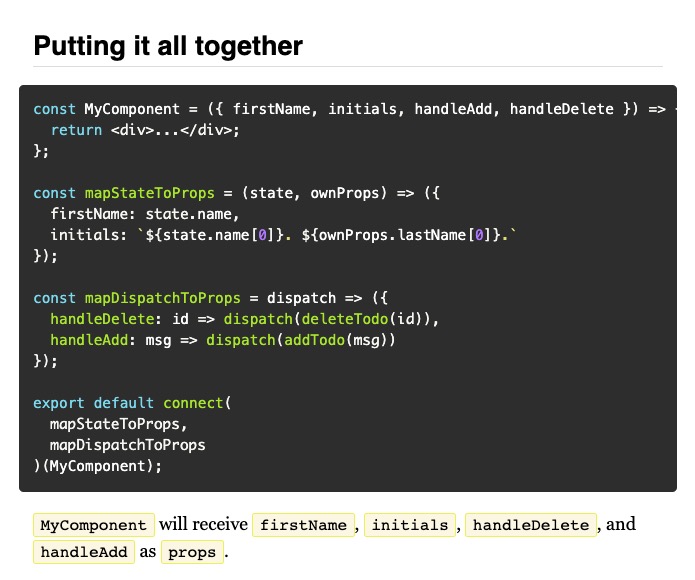 Putting it all together
const MyComponent = ({ firstName, initials, handleAdd, handleDelete }) =>
  return <div>...</div>;
};

const mapStateToProps = (state, ownProps) => ({
  firstName: state.name,
  initials: `${state.name[0]}. ${ownProps.lastName[0]}.`
});

const mapDispatchToProps = dispatch => ({
  handleDelete: id => dispatch(deleteTodo(id)),
  handleAdd: msg => dispatch(addTodo(msg))
});

export default connect(
  mapStateToProps,
  mapDispatchToProps
)(MyComponent);
MyComponent will receive firstName, initials, handleDelete, and
handleAdd as props.